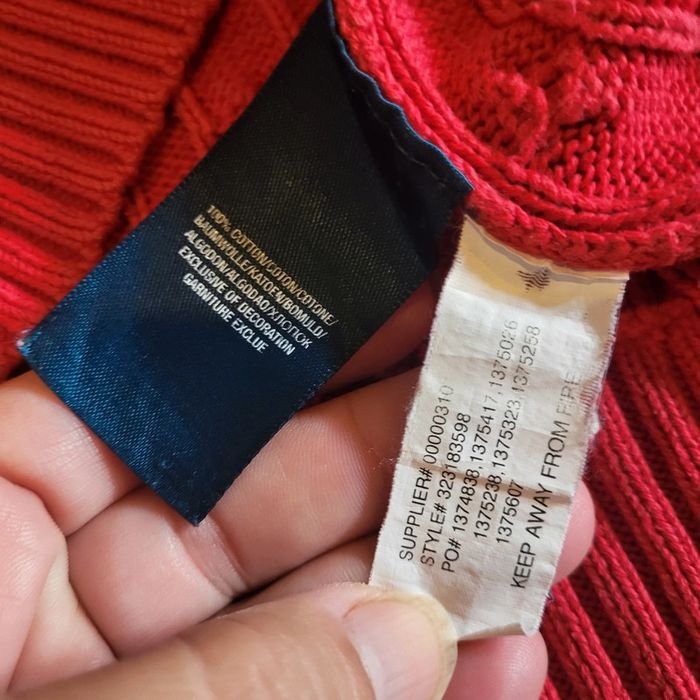 100% COTTON/COTON/COTONE/
BAUMWOLLE/KATOEN/BOMULD/
ALGODON/ALGODAO/ХЛОПОК
EXCLUSIVE OF DECORATION
GARNITURE EXCLUE
SUPPLIER# 00000310
STYLE# 323183598
PO# 1374838,1375417,1375026
1375238,1375323,1375258
1375607
KEEP AWAY FROM FIRE